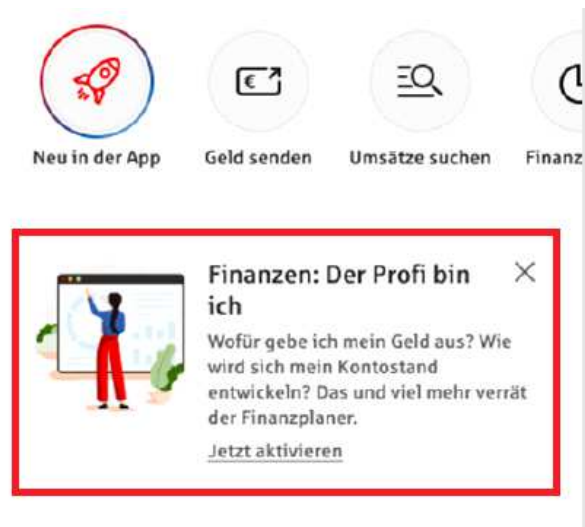 Neu in der App
Geld senden
Umsätze suchen
Finanz
Finanzen: Der Profi bin
ich
Wofür gebe ich mein Geld aus? Wie
wird sich mein Kontostand
entwickeln? Das und viel mehr verrät
der Finanzplaner.
Jetzt aktivieren